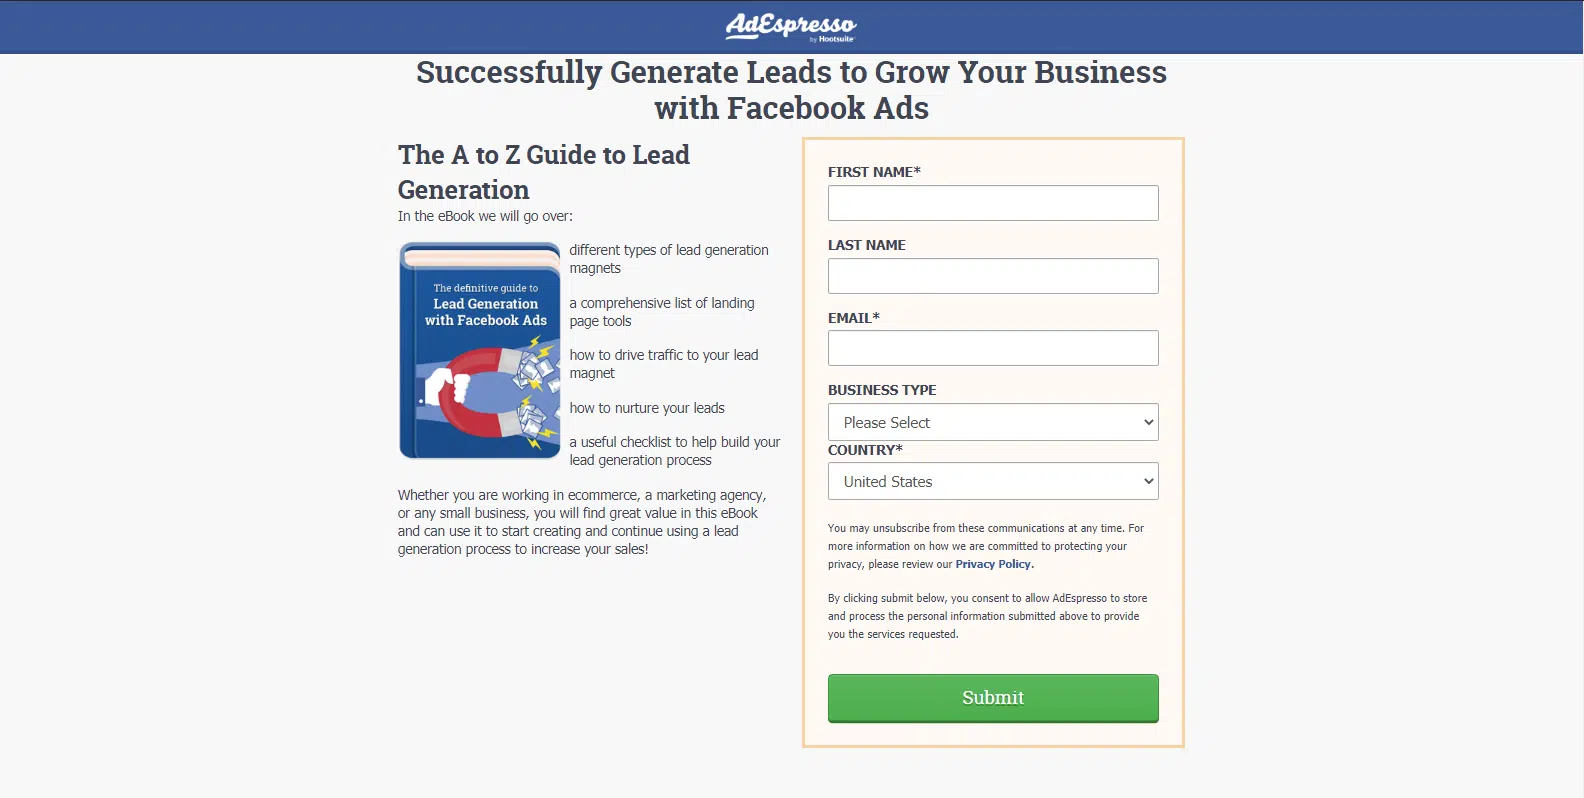 AdEspresso
by Hootsuite
Successfully Generate Leads to Grow Your Business
with Facebook Ads
The A to Z Guide to Lead
Generation
In the eBook we will go over:
The definitive guide to
Lead Generation
with Facebook Ads
different types of lead generation
magnets
a comprehensive list of landing
page tools
how to drive traffic to your lead
magnet
how to nurture your leads
a useful checklist to help build your
lead generation process
Whether you are working in ecommerce, a marketing agency,
or any small business, you will find great value in this eBook
and can use it to start creating and continue using a lead
generation process to increase your sales!
FIRST NAME*
LAST NAME
EMAIL*
BUSINESS TYPE
Please Select
COUNTRY*
United States
You may unsubscribe from these communications at any time. For
more information on how we are committed to protecting your
privacy, please review our Privacy Policy.
By clicking submit below, you consent to allow AdEspresso to store
and process the personal information submitted above to provide
you the services requested.
Submit